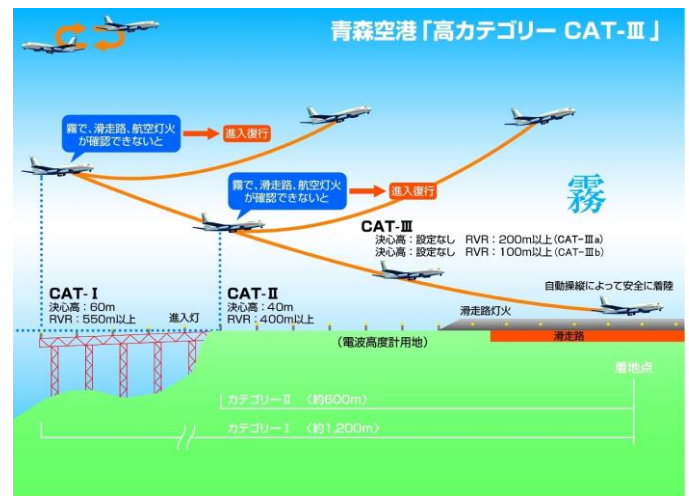 青森空港「高カテゴリー CAT-Ⅲ」
霧で、滑走路、航空灯火
が確認できないと
進入復行
霧で、滑走路、航空灯火
が確認できないと
進入復行
霧
CAT-Ⅲ
決心高：設定なし RVR：200m以上(CAT-Ⅲa)
決心高：設定なし RVR：100m以上(CAT-Ⅲb)
CAT-Ⅰ
決心高：60m
RVR：550m以上
進入灯
CAT-Ⅱ
決心高：40m
RVR：400m以上
自動操縦によって安全に着陸
滑走路灯火
(電波高度計用地)
滑走路
着地点
カテゴリーⅡ 〈約600m〉
カテゴリーⅠ 〈約1,200m〉